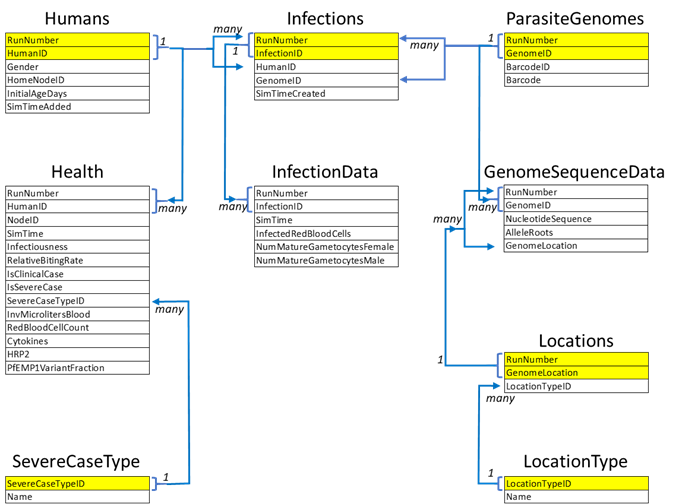 Humans
RunNumber
HumanID
Gender
HomeNodeID
InitialAgeDays
SimTimeAdded
1
many
Infections
RunNumber
InfectionID
HumanID
GenomeID
SimTimeCreated
1
many
ParasiteGenomes
RunNumber
GenomeID
BarcodeID
Barcode
1
Health
RunNumber
HumanID
NodeID
SimTime
Infectiousness
RelativeBitingRate
IsClinicalCase
IsSevereCase
SevereCaseTypeID
InvMicrolitersBlood
RedBloodCellCount
Cytokines
HRP2
PfEMP1VariantFraction
many
many
InfectionData
RunNumber
InfectionID
SimTime
InfectedRedBloodCells
NumMatureGametocytesFemale
NumMatureGametocytesMale
many
GenomeSequenceData
RunNumber
GenomeID
NucleotideSequence
AlleleRoots
GenomeLocation
many
many
Locations
RunNumber
GenomeLocation
LocationTypeID
1
many
SevereCaseType
SevereCaseTypeID
Name
1
LocationType
LocationTypeID
Name
1